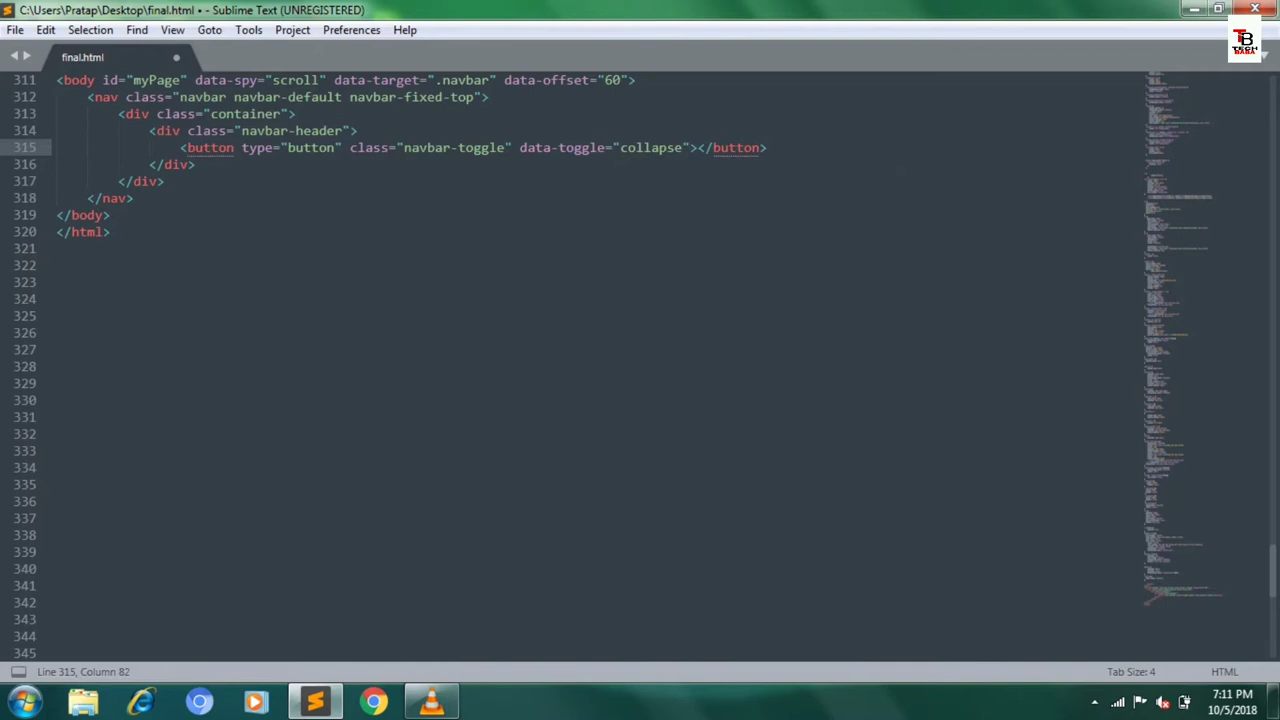 C:\Users\Pratap\Desktop\final.html • - Sublime Text (UNREGISTERED)
File Edit Selection Find View Goto Tools Project Preferences Help
TB
TECH
BABA
final.html
311 <body id="myPage" data-spy="scroll" data-target=".navbar" data-offset="60">
312 <nav class="navbar navbar-default navbar-fixed-top">
313 <div class="container">
314 <div class="navbar-header">
315 <button type="button" class="navbar-toggle" data-toggle="collapse"></button>
316 </div>
317 </div>
318 </nav>
319 </body>
320 </html>
321
322
323
324
325
326
327
328
329
330
331
332
333
334
335
336
337
338
339
340
341
342
343
344
345
Line 315, Column 82 Tab Size: 4 HTML
7:11 PM
10/5/2018